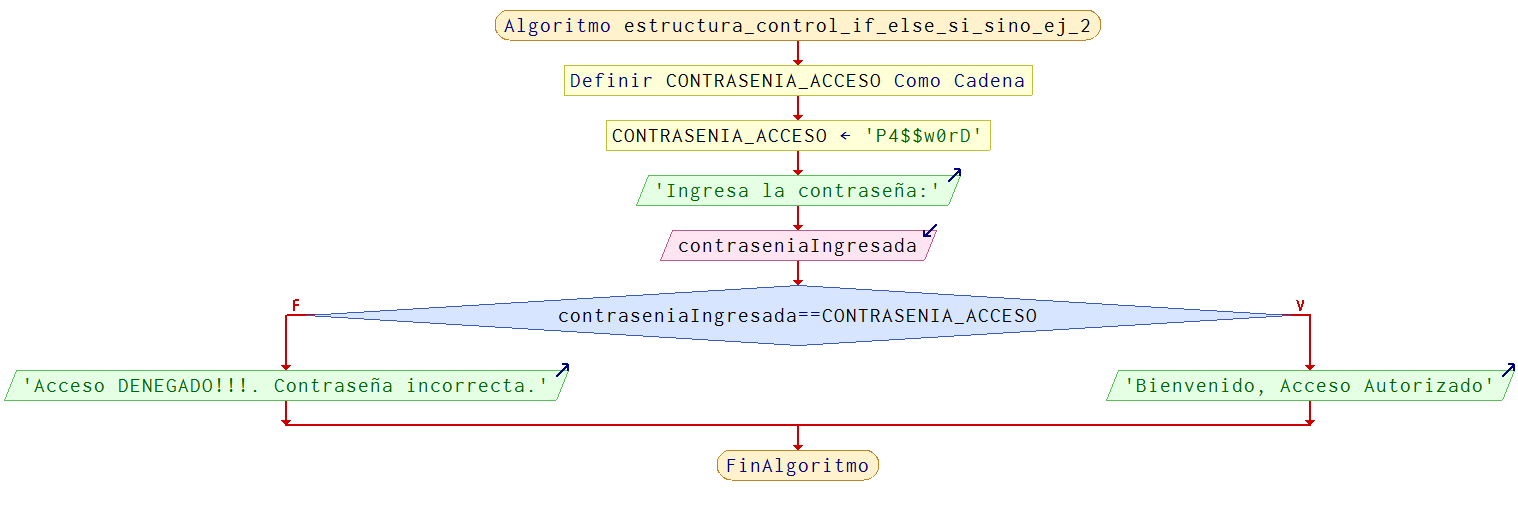 Algoritmo estructura_control_if_else_si_sino_ej_2
Definir CONTRASENIA_ACCESO Como Cadena
CONTRASENIA_ACCESO ← 'P4$$w0rD'
'Ingresa la contraseña:'
contraseniaIngresada
F
V
contraseniaIngresada==CONTRASENIA_ACCESO
'Acceso DENEGADO!!!. Contraseña incorrecta.'
'Bienvenido, Acceso Autorizado'
FinAlgoritmo